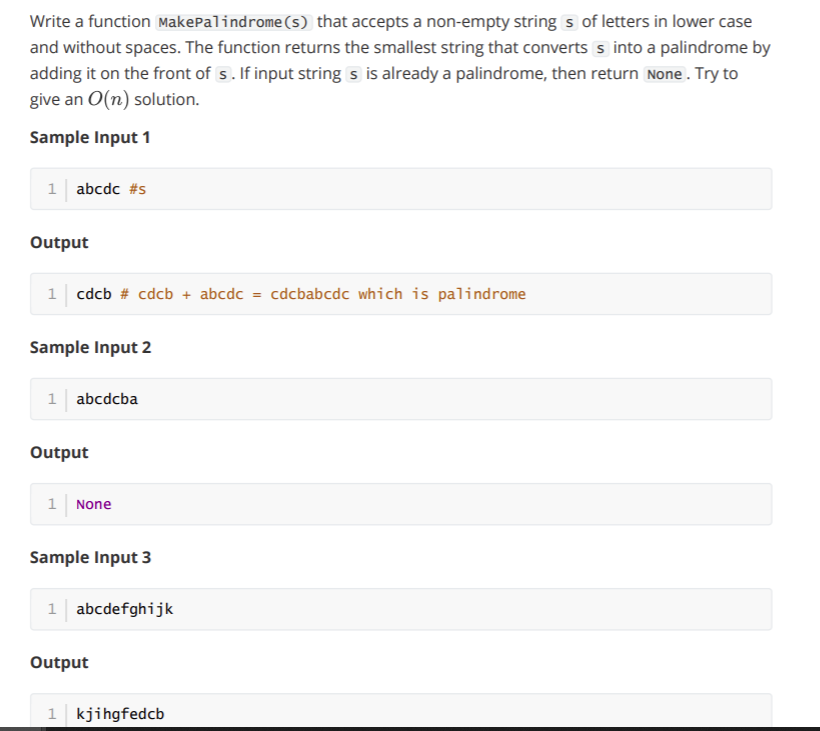 Write a function MakePalindrome(s) that accepts a non-empty string s of letters in lower case
and without spaces. The function returns the smallest string that converts s into a palindrome by
adding it on the front of s. If input string s is already a palindrome, then return None. Try to
give an O(n) solution.
Sample Input 1
1 abcdc #s
Output
1 cdcb # cdcb + abcdc = cdcbabcdc which is palindrome
Sample Input 2
1 abcdcba
Output
1 None
Sample Input 3
1 abcdefghijk
Output
1 kjihgfedcb